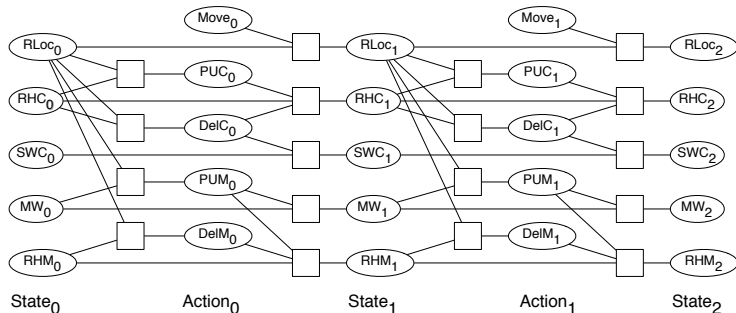 Move₀ Move₁
RLoc₀ RLoc₁ RLoc₂
PUC₀ PUC₁
RHC₀ RHC₁ RHC₂
DelC₀ DelC₁
SWC₀ SWC₁ SWC₂
PUM₀ PUM₁
MW₀ MW₁ MW₂
DelM₀ DelM₁
RHM₀ RHM₁ RHM₂
State₀ Action₀ State₁ Action₁ State₂